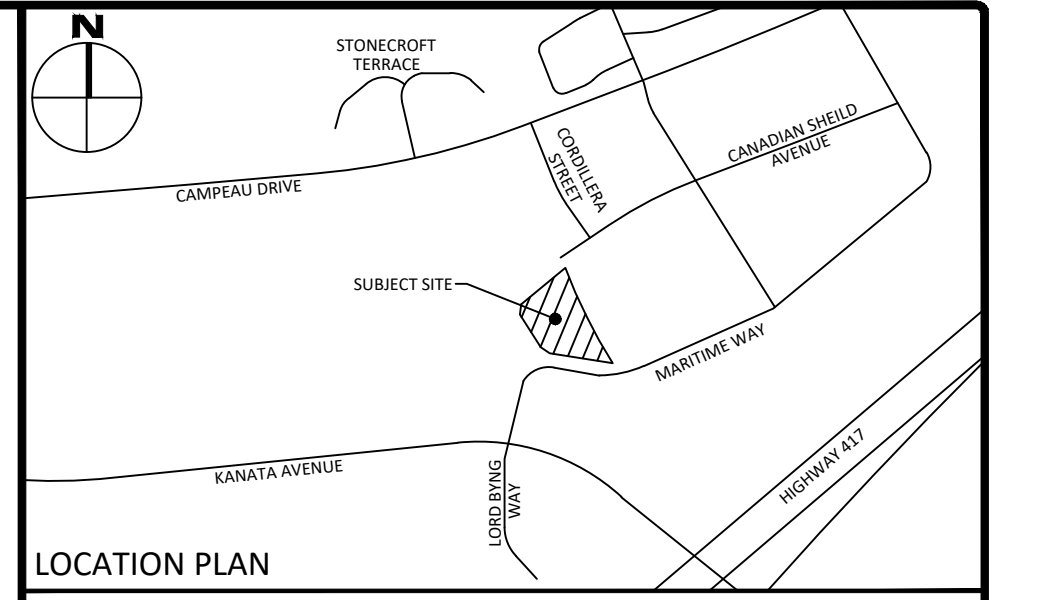 N
STONECROFT
TERRACE
CORDILLERA
STREET
CANADIAN SHEILD
AVENUE
CAMPEAU DRIVE
SUBJECT SITE
MARITIME WAY
HIGHWAY 417
KANATA AVENUE
LORD BYNG
WAY
LOCATION PLAN